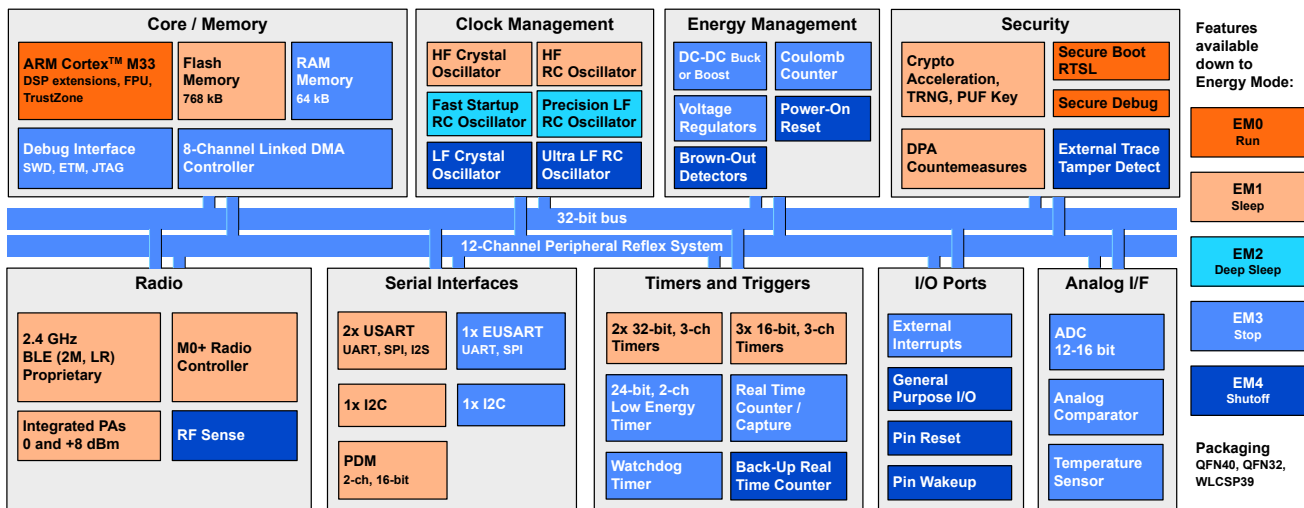 Core / Memory
ARM Cortex™ M33
DSP extensions, FPU,
TrustZone
Flash
Memory
768 kB
RAM
Memory
64 kB
Debug Interface
SWD, ETM, JTAG
8-Channel Linked DMA
Controller
Clock Management
HF Crystal
Oscillator
HF
RC Oscillator
Fast Startup
RC Oscillator
Precision LF
RC Oscillator
LF Crystal
Oscillator
Ultra LF RC
Oscillator
Energy Management
DC-DC Buck
or Boost
Coulomb
Counter
Voltage
Regulators
Power-On
Reset
Brown-Out
Detectors
Security
Crypto
Acceleration,
TRNG, PUF Key
Secure Boot
RTSL
Secure Debug
DPA
Countemeasures
External Trace
Tamper Detect
32-bit bus
12-Channel Peripheral Reflex System
Radio
2.4 GHz
BLE (2M, LR)
Proprietary
M0+ Radio
Controller
Integrated PAs
0 and +8 dBm
RF Sense
Serial Interfaces
2x USART
UART, SPI, I2S
1x EUSART
UART, SPI
1x I2C
1x I2C
PDM
2-ch, 16-bit
Timers and Triggers
2x 32-bit, 3-ch
Timers
3x 16-bit, 3-ch
Timers
24-bit, 2-ch
Low Energy
Timer
Real Time
Counter /
Capture
Watchdog
Timer
Back-Up Real
Time Counter
I/O Ports
External
Interrupts
General
Purpose I/O
Pin Reset
Pin Wakeup
Analog I/F
ADC
12-16 bit
Analog
Comparator
Temperature
Sensor
Features
available
down to
Energy Mode:
EM0
Run
EM1
Sleep
EM2
Deep Sleep
EM3
Stop
EM4
Shutoff
Packaging
QFN40, QFN32,
WLCSP39